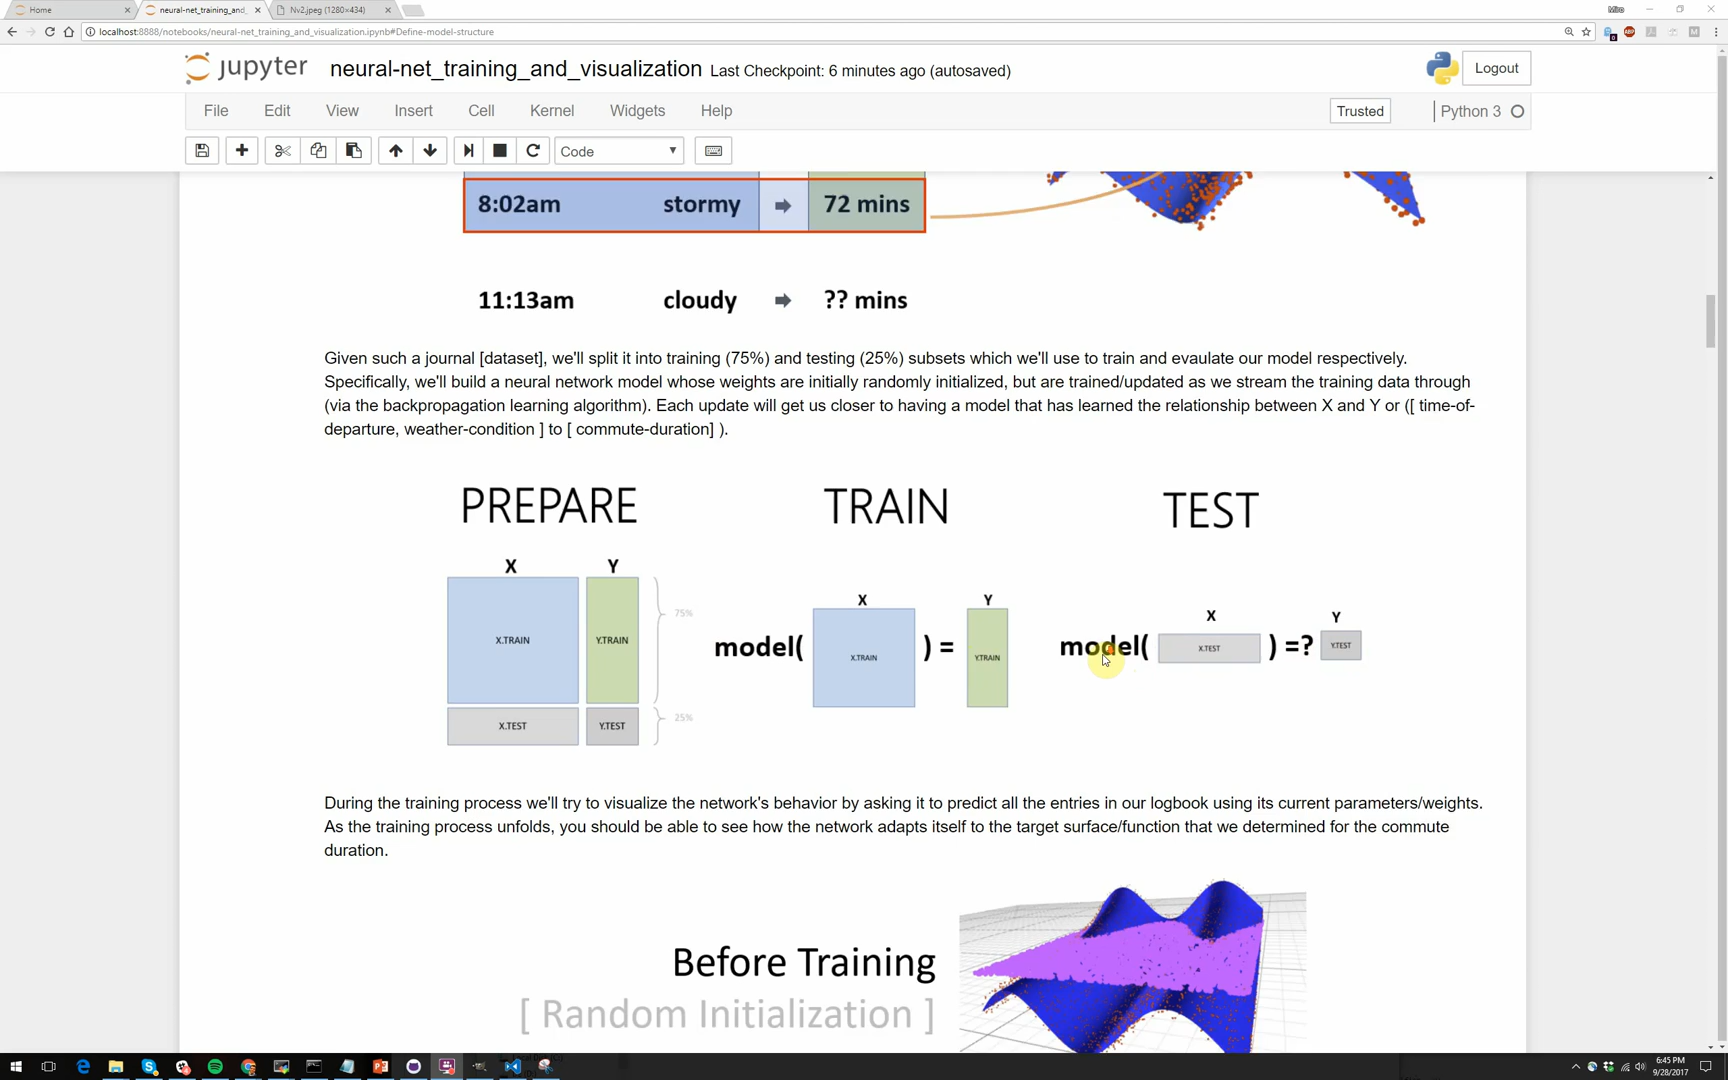 Home
neural-net_training_and_
Nv2.jpeg (1280×434)
Miro
localhost:8888/notebooks/neural-net_training_and_visualization.ipynb#Define-model-structure
jupyter neural-net_training_and_visualization Last Checkpoint: 6 minutes ago (autosaved)
Logout
File Edit View Insert Cell Kernel Widgets Help
Trusted
Python 3
Code
8:02am stormy 72 mins
11:13am cloudy ?? mins
Given such a journal [dataset], we'll split it into training (75%) and testing (25%) subsets which we'll use to train and evaulate our model respectively.
Specifically, we'll build a neural network model whose weights are initially randomly initialized, but are trained/updated as we stream the training data through
(via the backpropagation learning algorithm). Each update will get us closer to having a model that has learned the relationship between X and Y or ([ time-of-
departure, weather-condition ] to [ commute-duration] ).
PREPARE TRAIN TEST
X Y
X.TRAIN Y.TRAIN 75%
X.TEST Y.TEST 25%
X Y
model( X.TRAIN ) = Y.TRAIN
X Y
model( X.TEST ) =? Y.TEST
During the training process we'll try to visualize the network's behavior by asking it to predict all the entries in our logbook using its current parameters/weights.
As the training process unfolds, you should be able to see how the network adapts itself to the target surface/function that we determined for the commute
duration.
Before Training
[ Random Initialization ]
6:45 PM
9/28/2017